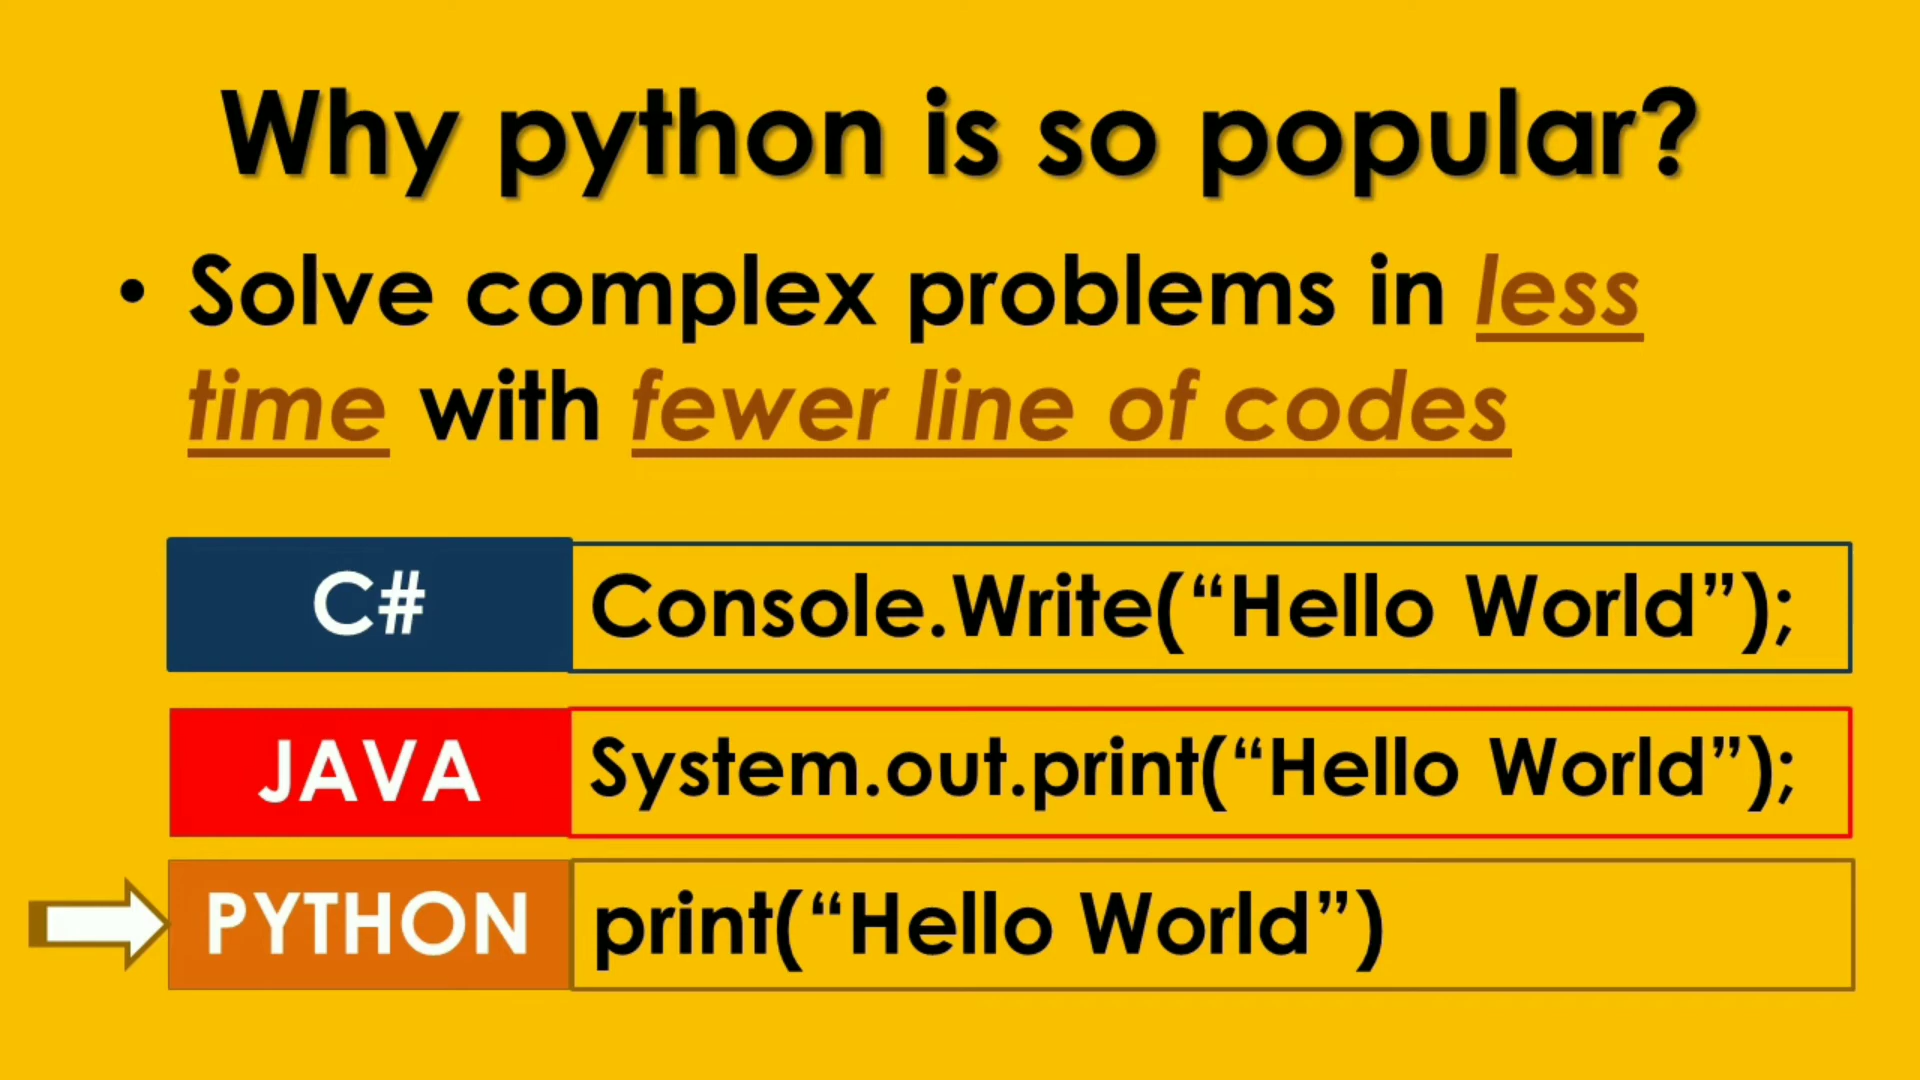 Why python is so popular?
• Solve complex problems in less
time with fewer line of codes
C# Console.Write(“Hello World”);
JAVA System.out.print(“Hello World”);
PYTHON print(“Hello World”)